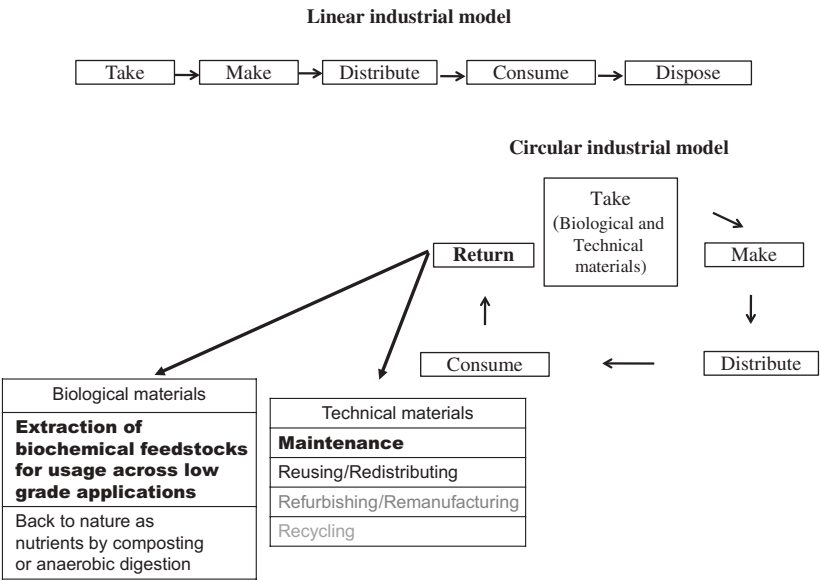 Linear industrial model
Take
Make
Distribute
Consume
Dispose
Circular industrial model
Take
(Biological and
Technical
materials)
Make
Distribute
Consume
Return
Biological materials
Extraction of
biochemical feedstocks
for usage across low
grade applications
Back to nature as
nutrients by composting
or anaerobic digestion
Technical materials
Maintenance
Reusing/Redistributing
Refurbishing/Remanufacturing
Recycling